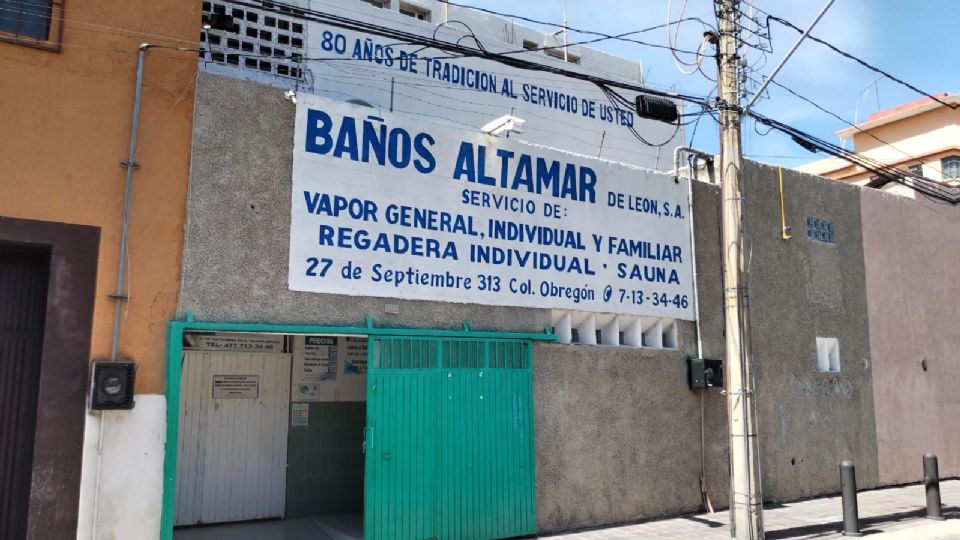 80 AÑOS DE TRADICION AL SERVICIO DE USTED
BAÑOS ALTAMAR DE LEON, S.A.
SERVICIO DE:
VAPOR GENERAL, INDIVIDUAL Y FAMILIAR
REGADERA INDIVIDUAL · SAUNA
27 de Septiembre 313 Col. Obregón 7-13-34-46
TEL: 477 713-34 46
PRECIOS